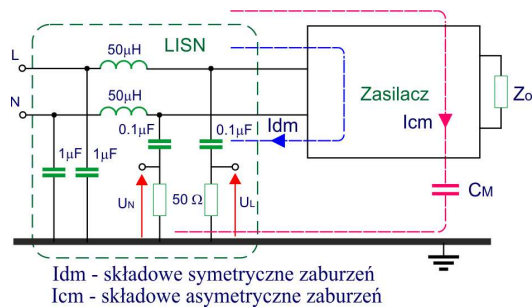 50µH
LISN
L
50µH
Zasilacz
Zo
N
Icm
0.1µF
0.1µF
Idm
1µF
1µF
CM
UN
50 Ω
UL
Idm - składowe symetryczne zaburzeń
Icm - składowe asymetryczne zaburzeń